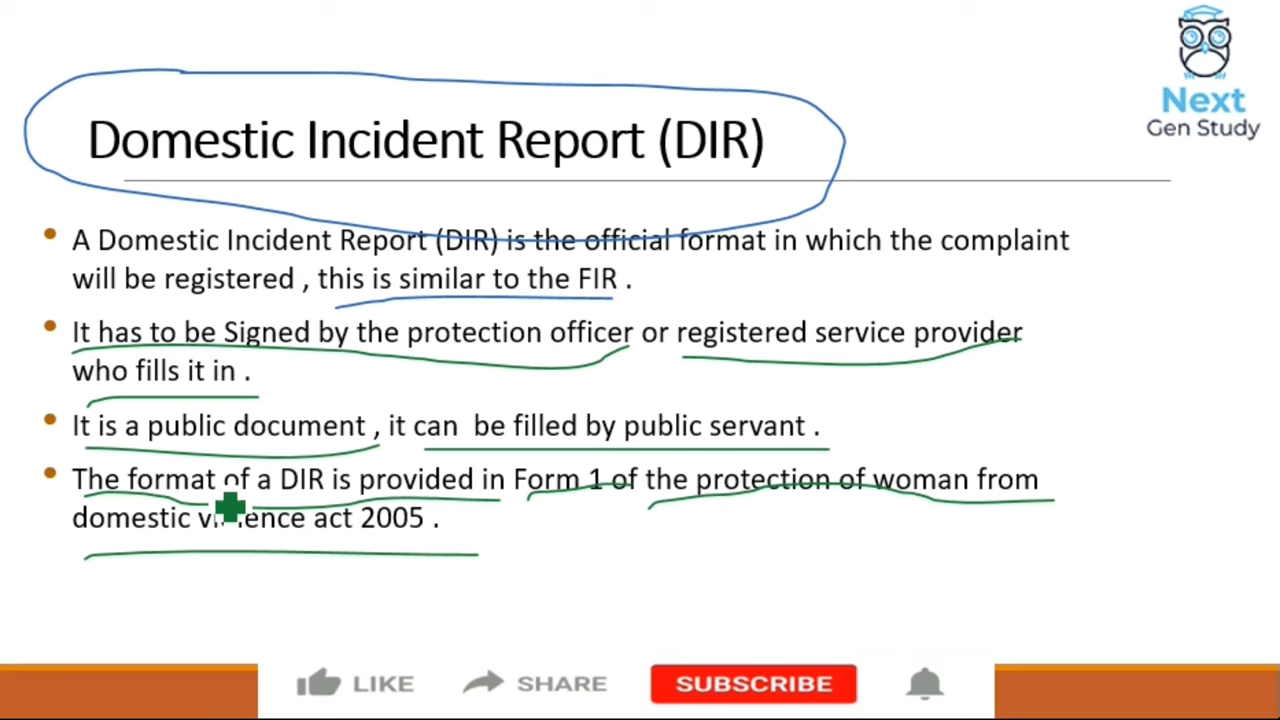 Next
Gen Study
Domestic Incident Report (DIR)
• A Domestic Incident Report (DIR) is the official format in which the complaint
will be registered , this is similar to the FIR .
• It has to be Signed by the protection officer or registered service provider
who fills it in .
• It is a public document , it can be filled by public servant .
• The format of a DIR is provided in Form 1 of the protection of woman from
domestic act 2005 .
LIKE SHARE SUBSCRIBE